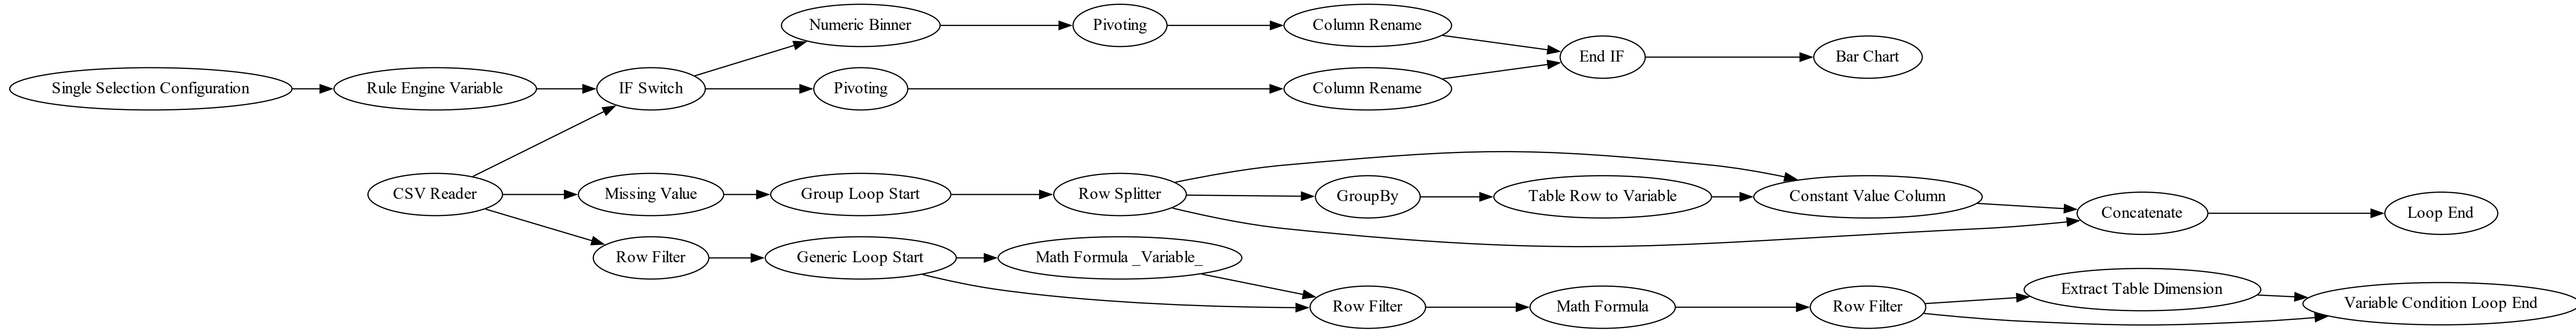 Numeric Binner
Pivoting
Column Rename
End IF
Bar Chart
Single Selection Configuration
Rule Engine Variable
IF Switch
Pivoting
Column Rename
CSV Reader
Missing Value
Group Loop Start
Row Splitter
GroupBy
Table Row to Variable
Constant Value Column
Concatenate
Loop End
Row Filter
Generic Loop Start
Math Formula _Variable_
Row Filter
Math Formula
Row Filter
Extract Table Dimension
Variable Condition Loop End